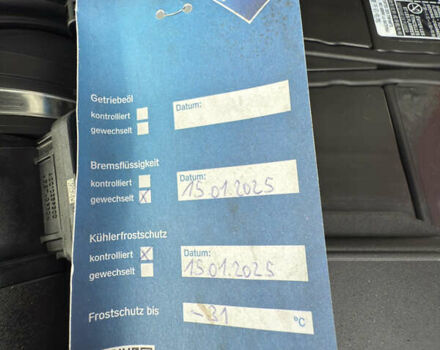 Getriebeöl
kontrolliert
gewechselt
Datum:
Bremsflüssigkeit
kontrolliert
gewechselt X
Datum:
15.01.2025
Kühlerfrostschutz
kontrolliert X
gewechselt
Datum:
15.01.2025
Frostschutz bis -31 °C